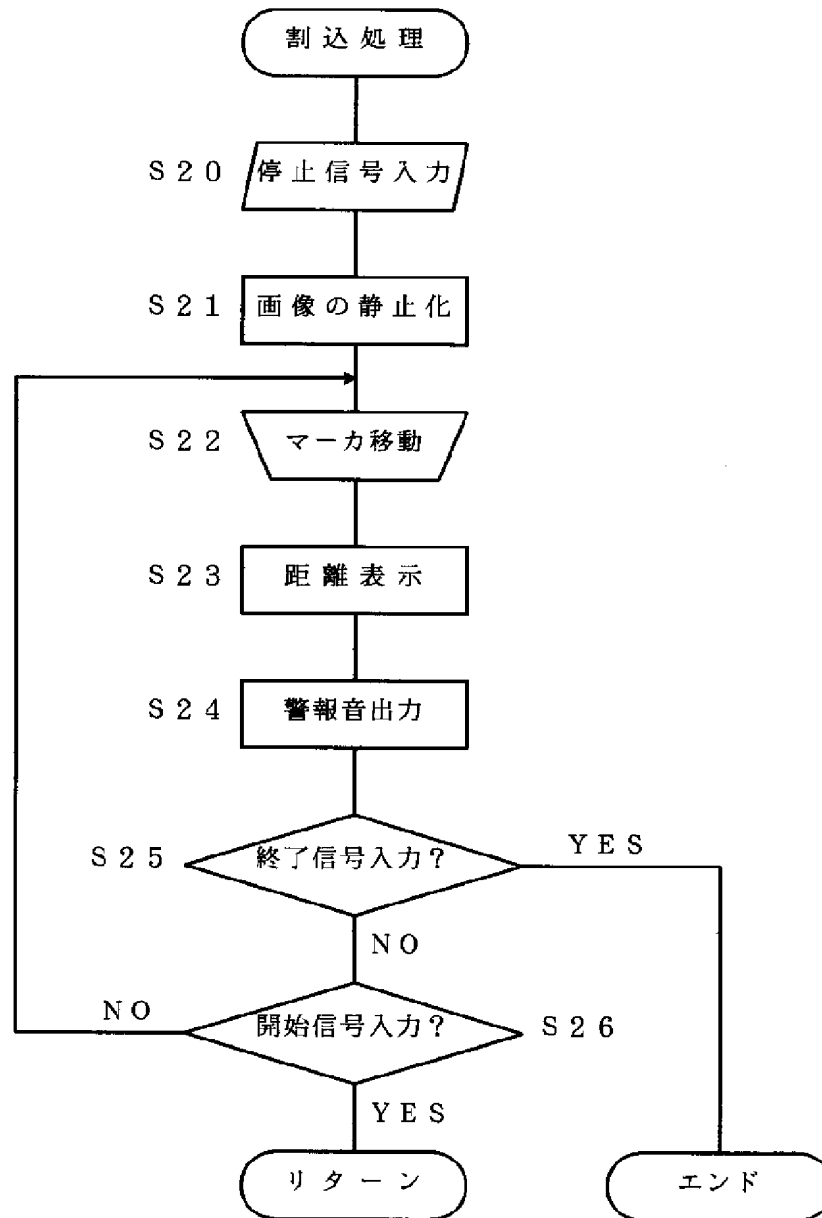 割込処理
S20 停止信号入力
S21 画像の静止化
S22 マーカ移動
S23 距離表示
S24 警報音出力
S25 終了信号入力? YES
NO
NO 開始信号入力? S26
YES
リターン エンド